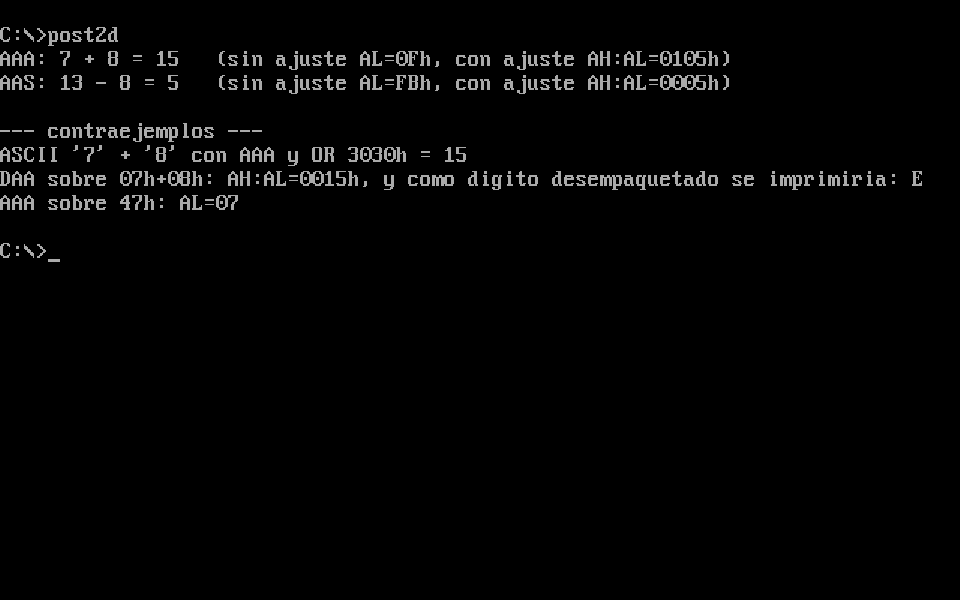 C:\>post2d
AAA: 7 + 8 = 15   (sin ajuste AL=0Fh, con ajuste AH:AL=0105h)
AAS: 13 - 8 = 5   (sin ajuste AL=FBh, con ajuste AH:AL=0005h)
--- contraejemplos ---
ASCII '7' + '8' con AAA y OR 3030h = 15
DAA sobre 07h+08h: AH:AL=0015h, y como digito desempaquetado se imprimiria: E
AAA sobre 47h: AL=07
C:\>_